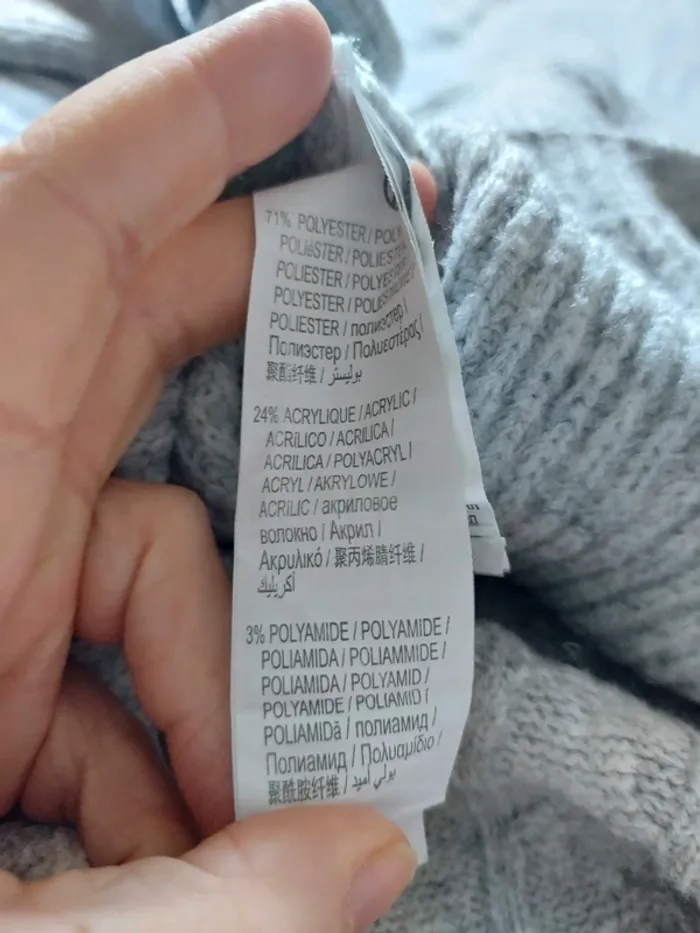 71% POLYESTER / POLY
POLIéSTER / POLIESTE
POLIESTER / POLYES
POLYESTER / POLIES
POLIESTER / полиэстер /
Полиэстер / Πολυεστέρας /
聚酯纤维 / بوليستر
24% ACRYLIQUE / ACRYLIC /
ACRíLICO / ACRILICA /
ACRILICA / POLYACRYL /
ACRYL / AKRYLOWE /
ACRILIC / акриловое
волокно / Акрил /
Ακρυλικό / 聚丙烯腈纤维 /
أكريليك
3% POLYAMIDE / POLYAMIDE /
POLIAMIDA / POLIAMMIDE /
POLIAMIDA / POLYAMID /
POLYAMIDE / POLIAMID /
POLIAMIDă / полиамид /
Полиамид / Πολυαμίδιο /
聚酰胺纤维 / بولي أميد